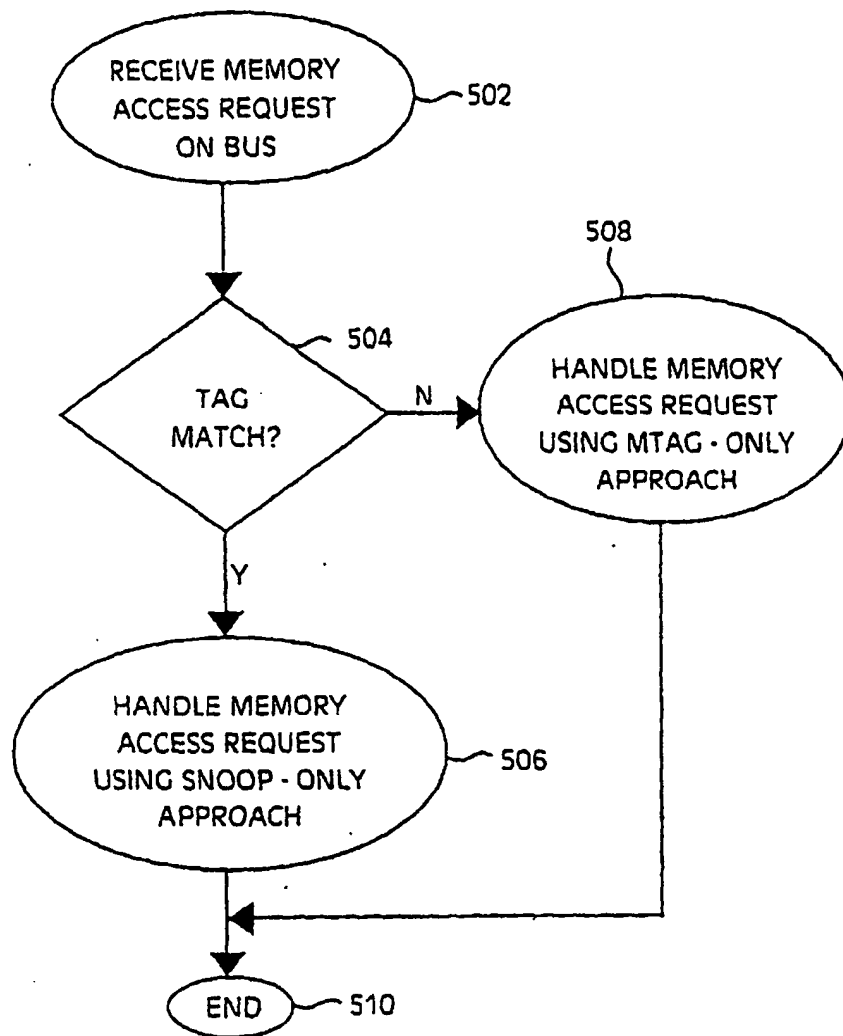 RECEIVE MEMORY
ACCESS REQUEST
ON BUS
502
504
TAG
MATCH?
N
508
HANDLE MEMORY
ACCESS REQUEST
USING MTAG - ONLY
APPROACH
Y
HANDLE MEMORY
ACCESS REQUEST
USING SNOOP - ONLY
APPROACH
506
END
510